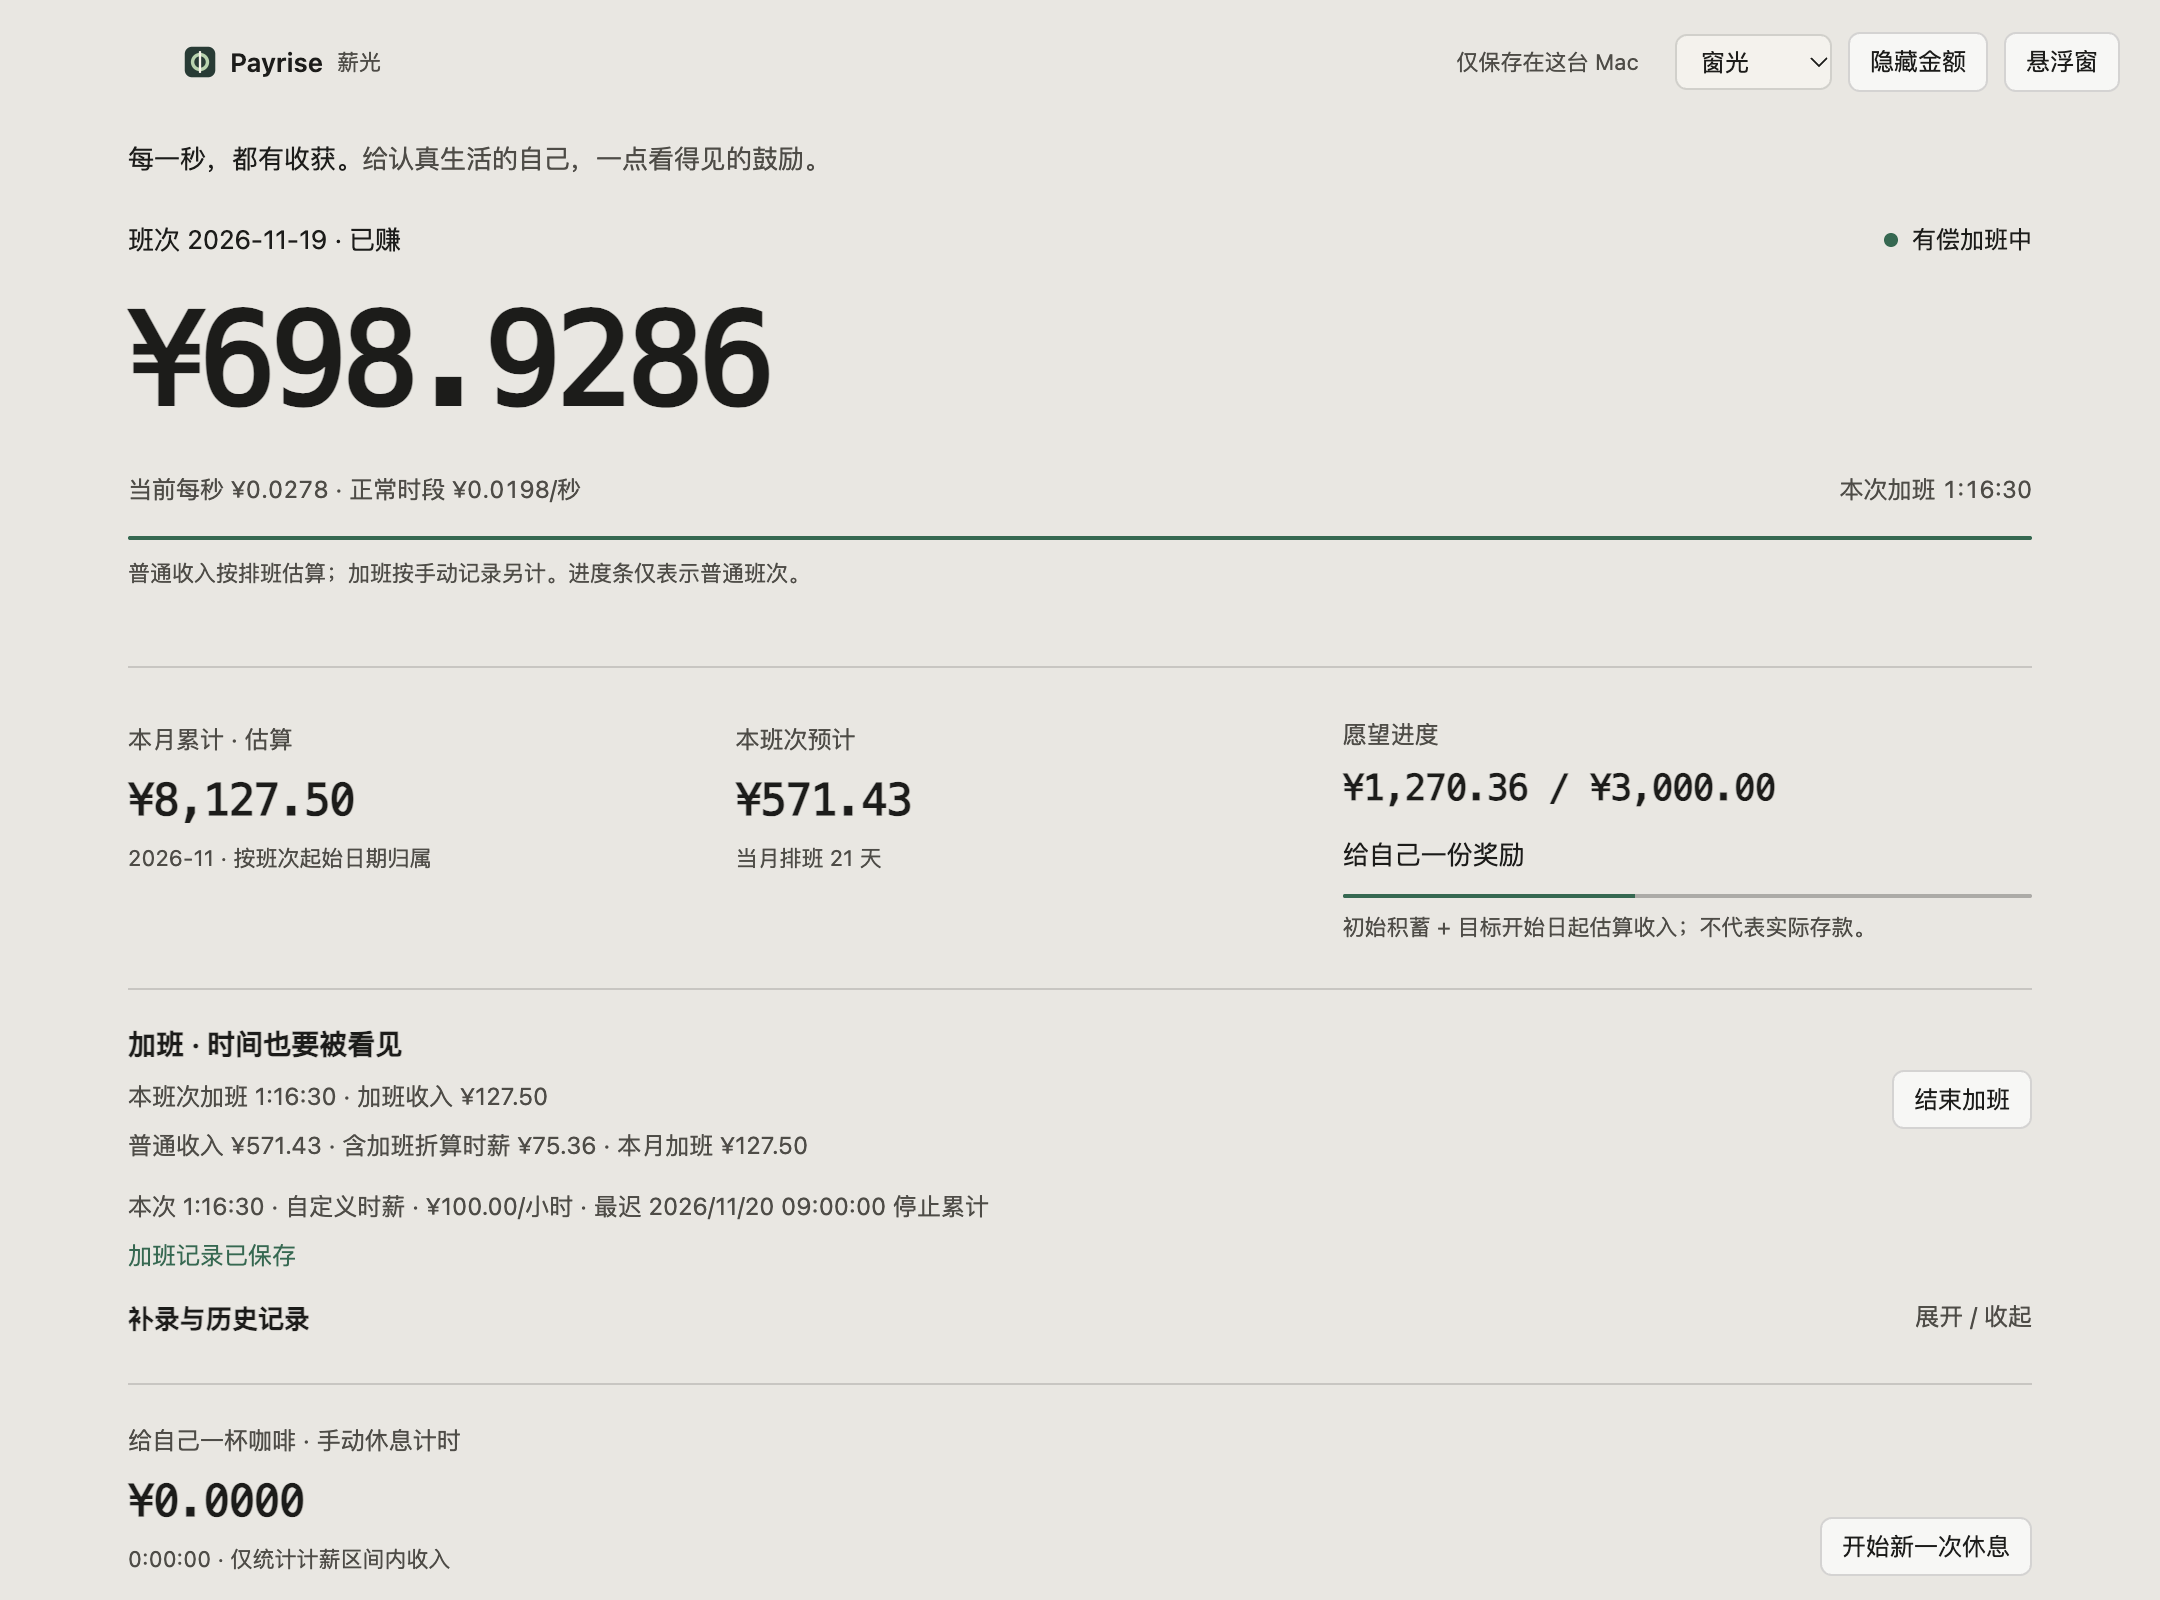 Payrise 薪光
仅保存在这台 Mac
窗光
隐藏金额
悬浮窗
每一秒，都有收获。给认真生活的自己，一点看得见的鼓励。
班次 2026-11-19 · 已赚
有偿加班中
¥698.9286
当前每秒 ¥0.0278 · 正常时段 ¥0.0198/秒
本次加班 1:16:30
普通收入按排班估算；加班按手动记录另计。进度条仅表示普通班次。
本月累计 · 估算
¥8,127.50
2026-11 · 按班次起始日期归属
本班次预计
¥571.43
当月排班 21 天
愿望进度
¥1,270.36 / ¥3,000.00
给自己一份奖励
初始积蓄 + 目标开始日起估算收入；不代表实际存款。
加班 · 时间也要被看见
本班次加班 1:16:30 · 加班收入 ¥127.50
普通收入 ¥571.43 · 含加班折算时薪 ¥75.36 · 本月加班 ¥127.50
结束加班
本次 1:16:30 · 自定义时薪 · ¥100.00/小时 · 最迟 2026/11/20 09:00:00 停止累计
加班记录已保存
补录与历史记录
展开 / 收起
给自己一杯咖啡 · 手动休息计时
¥0.0000
0:00:00 · 仅统计计薪区间内收入
开始新一次休息